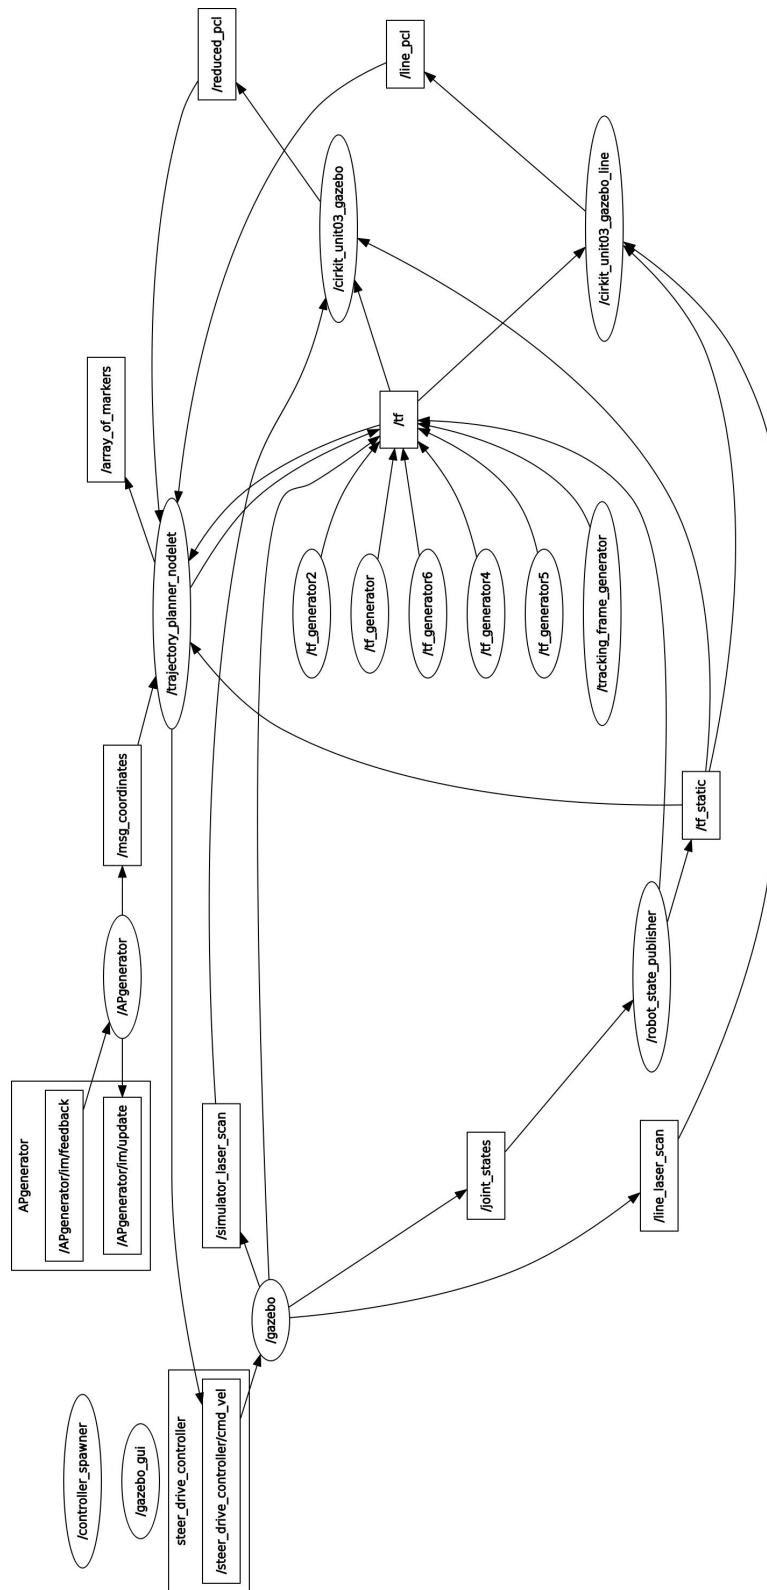 /controller_spawner
/gazebo_gui
steer_drive_controller
/steer_drive_controller/cmd_vel
/gazebo
APgenerator
/APgenerator/im/feedback
/APgenerator/im/update
/simulator_laser_scan
/joint_states
/line_laser_scan
/APgenerator
/robot_state_publisher
/msg_coordinates
/tf_static
/trajectory_planner_nodelet
/tf_generator2
/tf_generator
/tf_generator6
/tf_generator4
/tf_generator5
/tracking_frame_generator
/array_of_markers
/tf
/cirkit_unit03_gazebo
/cirkit_unit03_gazebo_line
/reduced_pcl
/line_pcl